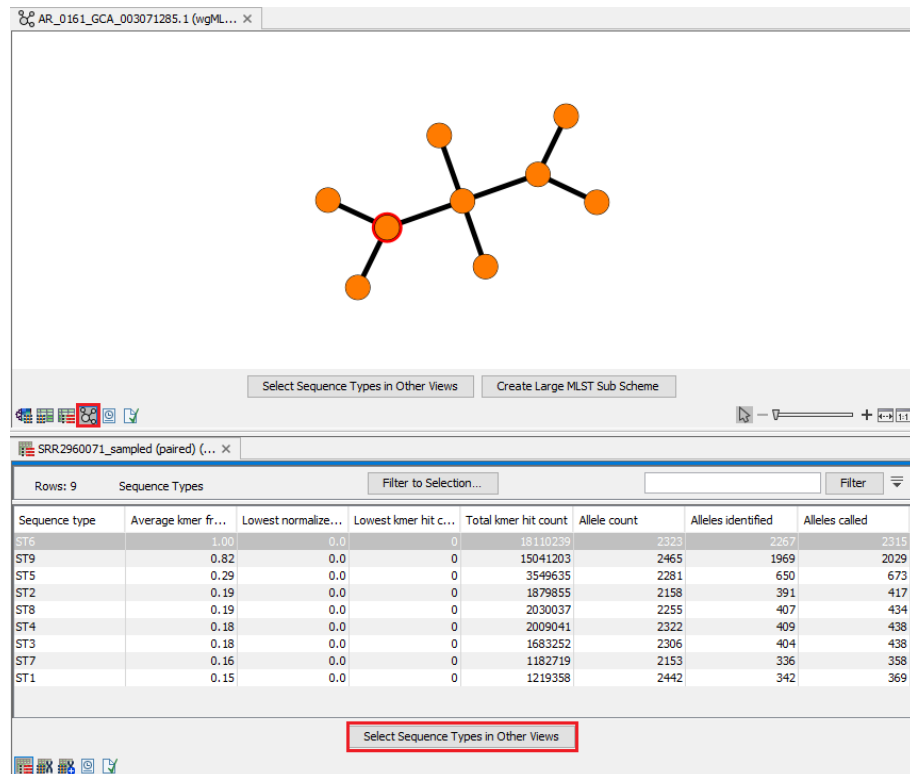 AR_0161_GCA_003071285.1 (wgML...
Select Sequence Types in Other Views Create Large MLST Sub Scheme
1:1
SRR2960071_sampled (paired) (...
Rows: 9 Sequence Types Filter to Selection... Filter
Sequence type Average kmer fr... Lowest normalize... Lowest kmer hit c... Total kmer hit count Allele count Alleles identified Alleles called
ST6 1.00 0.0 0 18110239 2323 2267 2315
ST9 0.82 0.0 0 15041203 2465 1969 2029
ST5 0.29 0.0 0 3549635 2281 650 673
ST2 0.19 0.0 0 1879855 2158 391 417
ST8 0.19 0.0 0 2030037 2255 407 434
ST4 0.18 0.0 0 2009041 2322 409 438
ST3 0.18 0.0 0 1683252 2306 404 438
ST7 0.16 0.0 0 1182719 2153 336 358
ST1 0.15 0.0 0 1219358 2442 342 369
Select Sequence Types in Other Views